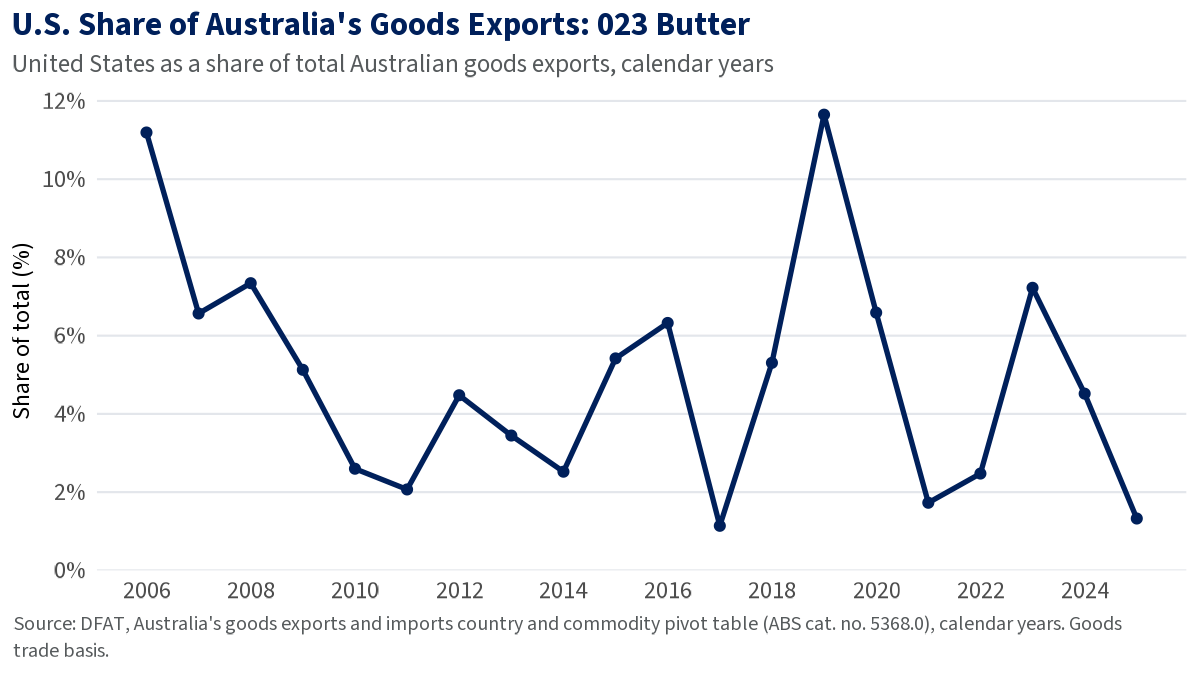 U.S. Share of Australia's Goods Exports: 023 Butter
United States as a share of total Australian goods exports, calendar years
12%
10%
8%
6%
4%
2%
0%
Share of total (%)
2006 2008 2010 2012 2014 2016 2018 2020 2022 2024
Source: DFAT, Australia's goods exports and imports country and commodity pivot table (ABS cat. no. 5368.0), calendar years. Goods
trade basis.